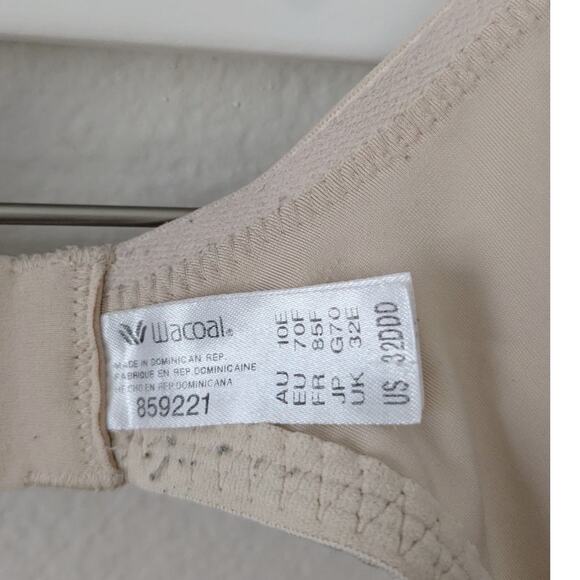 Wacoal®
MADE IN DOMINICAN REP.
FABRIQUE EN REP.DOMINICAINE
HECHO EN REP.DOMINICANA
859221
AU 10E
EU 70F
FR 85F
JP G70
UK 32E
US 32DDD